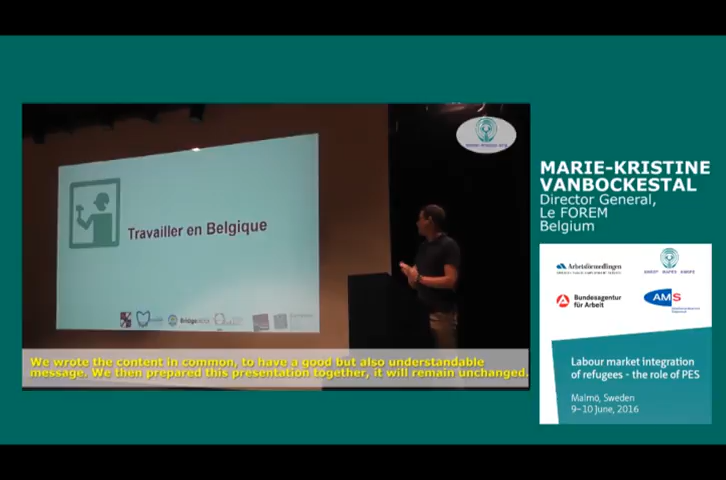 Travailler en Belgique
We wrote the content in common, to have a good but also understandable
message. We then prepared this presentation together, it will remain unchanged.
MARIE-KRISTINE
VANBOCKESTAL
Director General,
Le FOREM
Belgium
Arbetsförmedlingen
Bundesagentur
für Arbeit
AMS
Labour market integration
of refugees - the role of PES
Malmö, Sweden
9–10 June, 2016